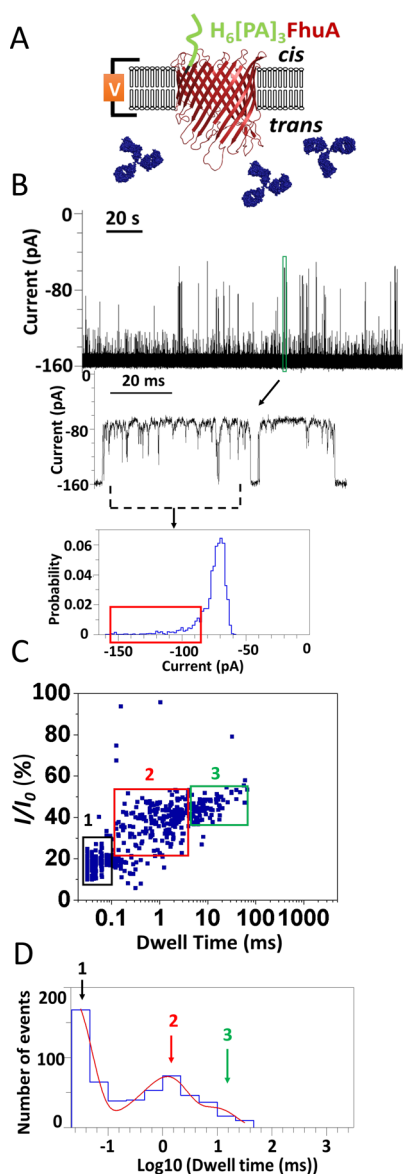 A
H6[PA]3FhuA
cis
V
trans
B
0
20 s
Current (pA)
-80
-160
20 ms
Current (pA)
-80
-160
0.06
Probability
0.04
0.02
0
-150
-100
-50
0
Current (pA)
C
100
80
60
40
20
0
I/I0 (%)
1
2
3
0.1
1
10
100
1000
Dwell Time (ms)
D
1
200
2
3
Number of events
100
0
-1
0
1
2
3
Log10 (Dwell time (ms))